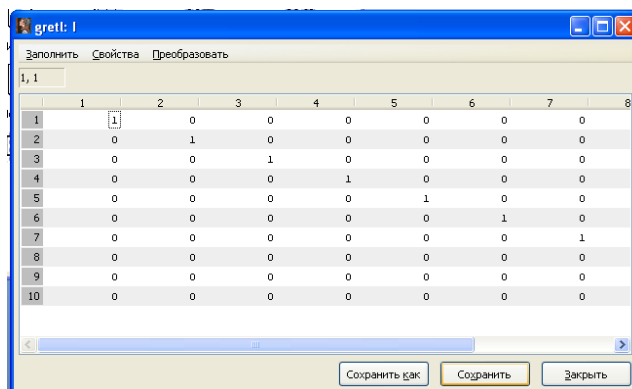 gretl: I
Заполнить Свойства Преобразовать
1, 1
1 2 3 4 5 6 7 8
1 1 0 0 0 0 0 0
2 0 1 0 0 0 0 0
3 0 0 1 0 0 0 0
4 0 0 0 1 0 0 0
5 0 0 0 0 1 0 0
6 0 0 0 0 0 1 0
7 0 0 0 0 0 0 1
8 0 0 0 0 0 0 0
9 0 0 0 0 0 0 0
10 0 0 0 0 0 0 0
Сохранить как Сохранить Закрыть